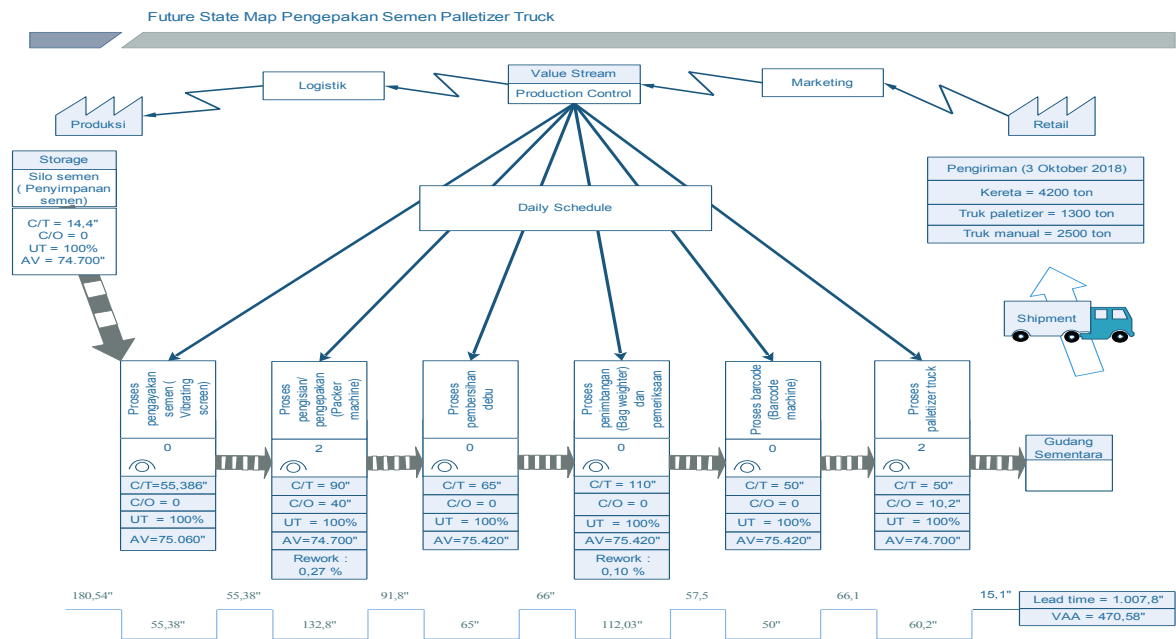 Future State Map Pengepakan Semen Palletizer Truck
Logistik
Value Stream
Production Control
Marketing
Produksi
Retail
Storage
Silo semen
( Penyimpanan
semen)
C/T = 14,4"
C/O = 0
UT = 100%
AV = 74.700"
Daily Schedule
Pengiriman (3 Oktober 2018)
Kereta = 4200 ton
Truk paletizer = 1300 ton
Truk manual = 2500 ton
Shipment
Proses
pengayakan
semen (
Vibrating
screen)
0
C/T=55,386"
C/O = 0
UT = 100%
AV=75.060"
Proses
pengisian/
pengepakan
(Packer
machine)
2
C/T = 90"
C/O = 40"
UT = 100%
AV=74.700"
Rework :
0,27 %
Proses
pembersihan
debu
0
C/T = 65"
C/O = 0
UT = 100%
AV=75.420"
Proses
penimbangan
(Bag weighter)
dan
pemeriksaan
0
C/T = 110"
C/O = 0
UT = 100%
AV=75.420"
Rework :
0,10 %
Proses barcode
(Barcode
machine)
0
C/T = 50"
C/O = 0
UT = 100%
AV=75.420"
Proses
palletizer truck
2
C/T = 50"
C/O = 10,2"
UT = 100%
AV=74.700"
Gudang
Sementara
180,54"
55,38"
91,8"
66"
57,5
66,1
15,1"
55,38"
132,8"
65"
112,03"
50"
60,2"
Lead time = 1.007,8"
VAA = 470,58"